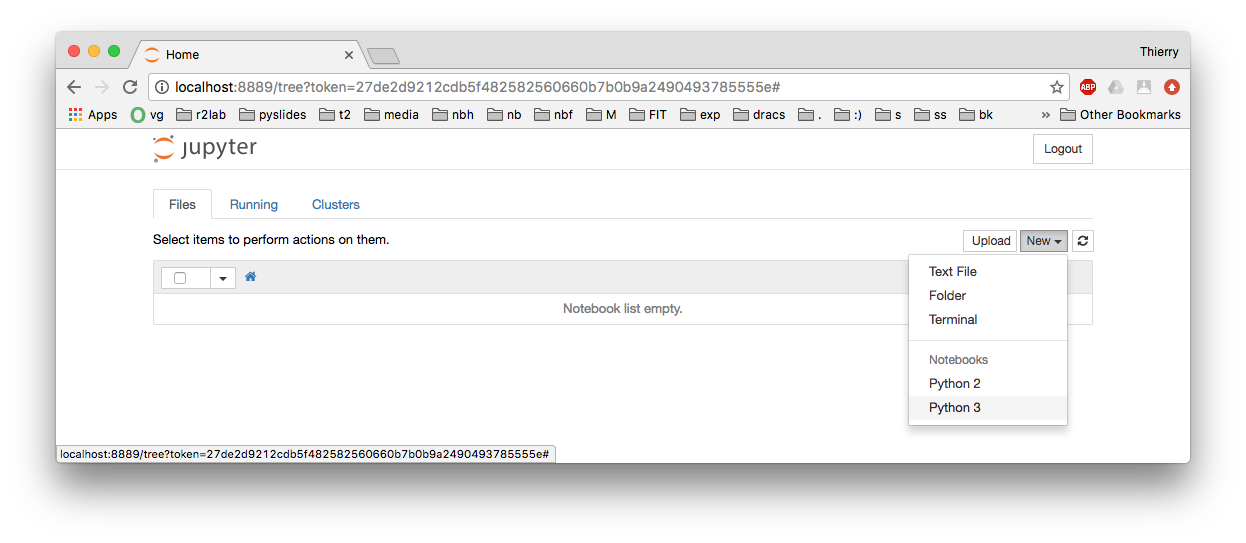 Home
Thierry
localhost:8889/tree?token=27de2d9212cdb5f482582560660b7b0b9a2490493785555e#
ABP
Apps vg r2lab pyslides t2 media nbh nb nbf M FIT exp dracs . :) s ss bk » Other Bookmarks
jupyter
Logout
Files Running Clusters
Select items to perform actions on them.
Upload New
Text File
Folder
Terminal
Notebook list empty.
Notebooks
Python 2
Python 3
localhost:8889/tree?token=27de2d9212cdb5f482582560660b7b0b9a2490493785555e#